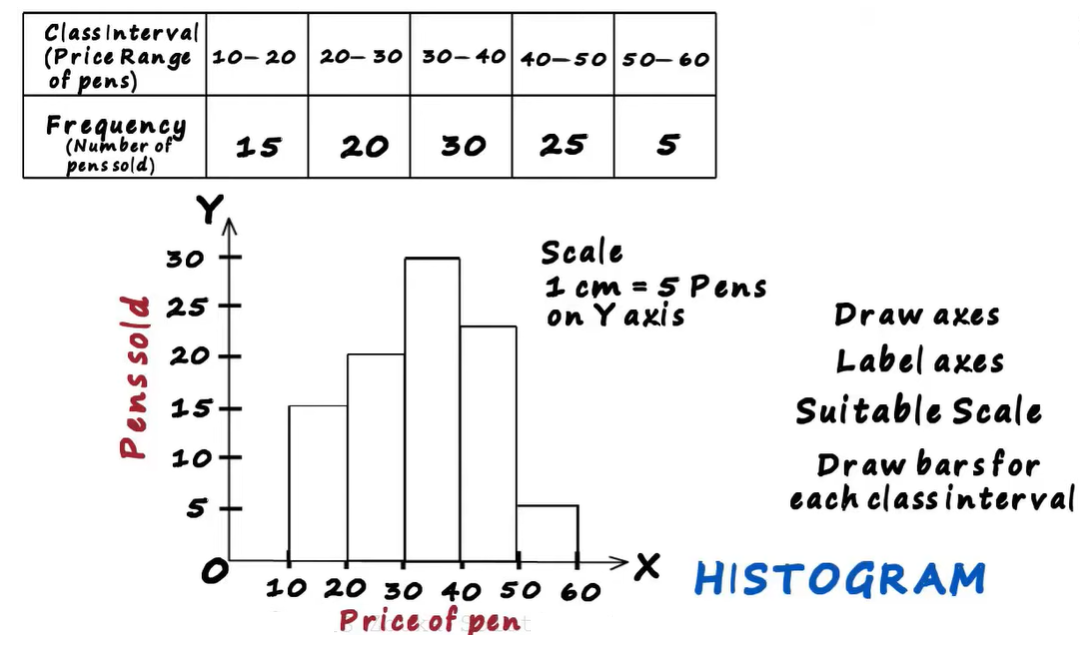 Class Interval
(Price Range
of pens)
10–20
20–30
30–40
40–50
50–60
Frequency
(Number of
pens sold)
15
20
30
25
5
Y
30
25
20
15
10
5
O
Pens sold
10 20 30 40 50 60
X
Price of pen
Scale
1 cm = 5 Pens
on Y axis
Draw axes
Label axes
Suitable Scale
Draw bars for
each class interval
HISTOGRAM